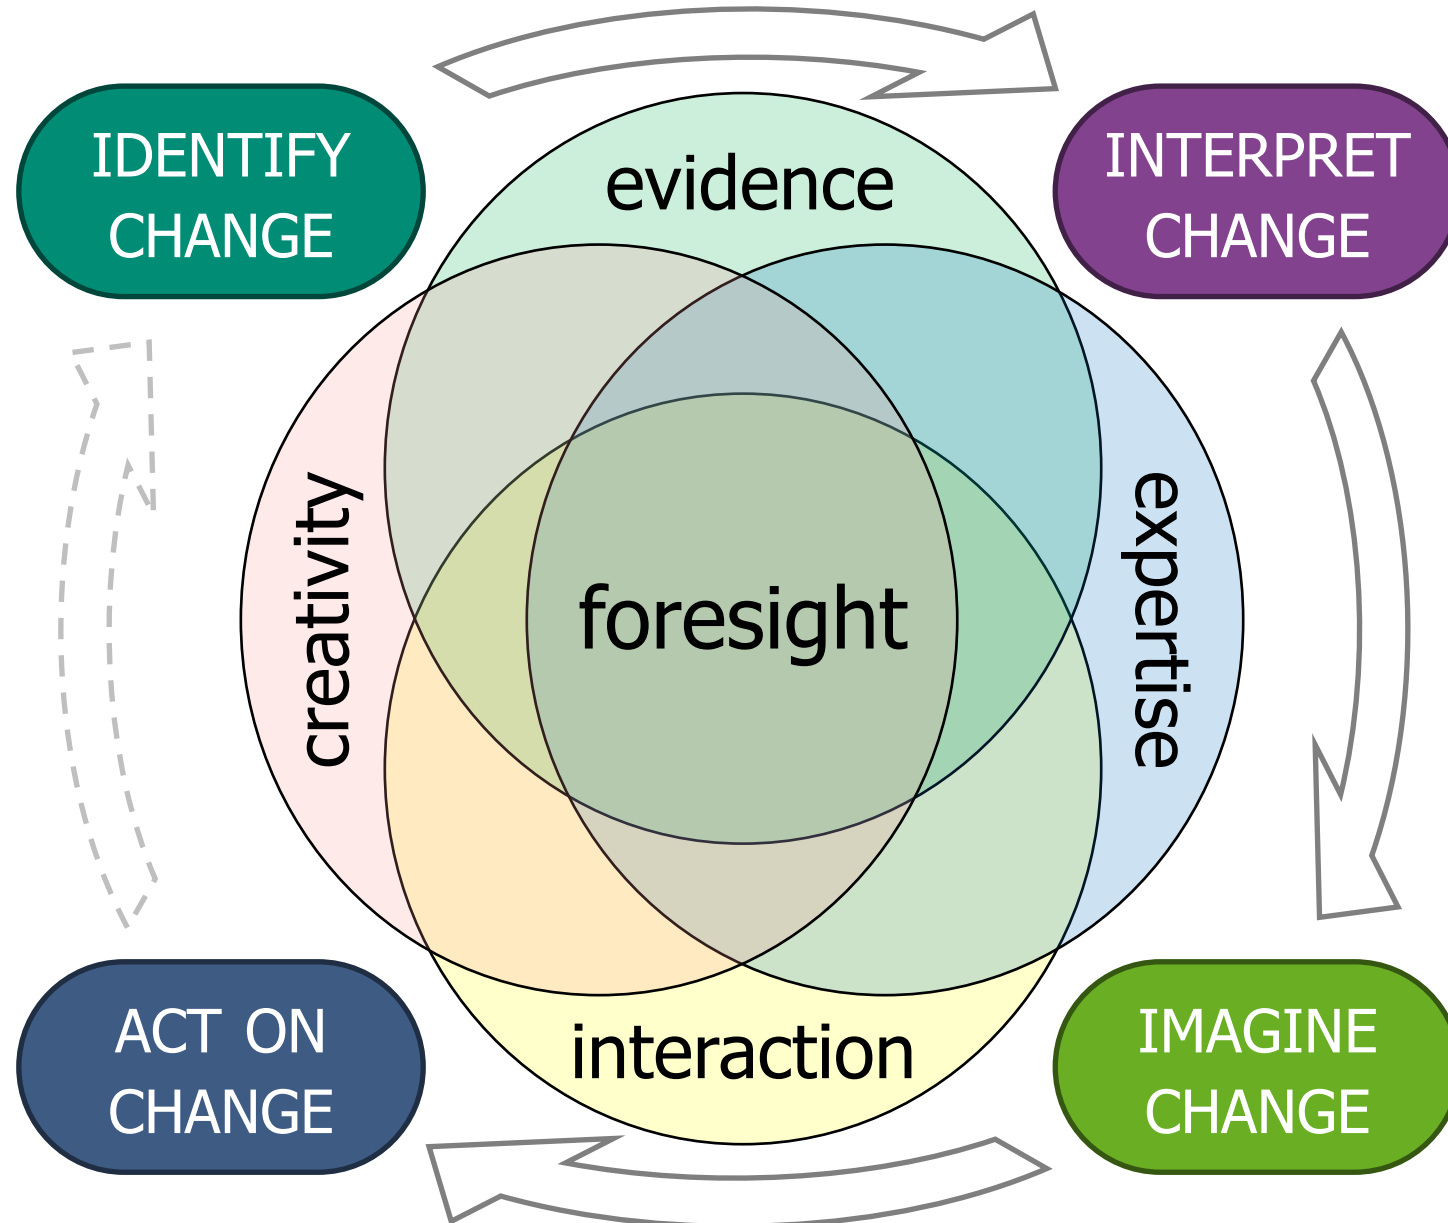 IDENTIFY
CHANGE
INTERPRET
CHANGE
evidence
creativity
foresight
expertise
interaction
ACT ON
CHANGE
IMAGINE
CHANGE